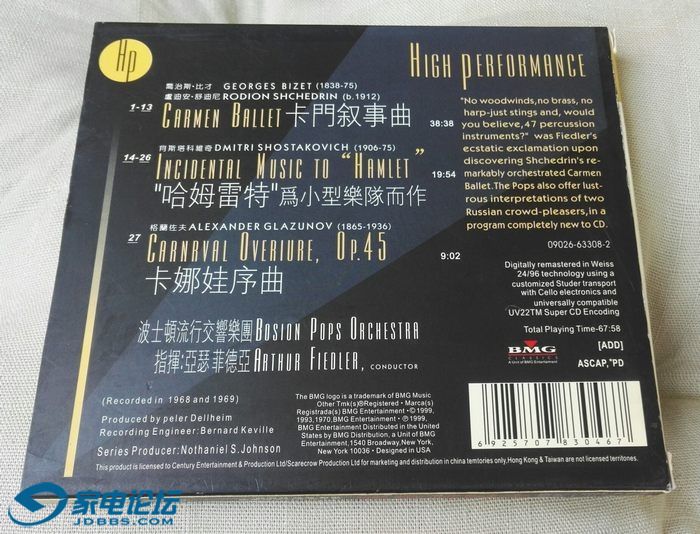 Hp
HIGH PERFORMANCE
喬治斯·比才 GEORGES BIZET (1838-75)
盧迪安·舒迪尼 RODION SHCHEDRIN (b.1912)
1-13 CARMEN BALLET 卡門叙事曲 38:38
肖斯塔科維奇 DMITRI SHOSTAKOVICH (1906-75)
14-26 INCIDENTAL MUSIC TO "HAMLET" 19:54
"哈姆雷特"爲小型樂隊而作
格蘭佐夫 ALEXANDER GLAZUNOV (1865-1936)
27 CARNRVAL OVERIURE, OP.45 9:02
卡娜娃序曲
波士頓流行交響樂團 BOSION POPS ORCHESTRA
指揮·亞瑟 菲德亞 ARTHUR FIEDLER, CONDUCTOR
"No woodwinds,no brass, no
harp-just stings and, would
you believe, 47 percussion
instruments?" was Fiedler's
ecstatic exclamation upon
discovering Shchedrin's re-
markably orchestrated Carmen
Ballet.The Pops also offer lust-
rous interpretations of two
Russian crowd-pleasers, in a
program completely new to CD.
09026-63308-2
Digitally remastered in Weiss
24/96 technology using a
customized Studer transport
with Cello electronics and
universally compatible
UV22TM Super CD Encoding
Total Playing Time-67:58
BMG
CLASSICS
A Unit of BMG Entertainment
[ADD]
ASCAP,*PD
(Recorded in 1968 and 1969)
Produced by peler Dellheim
Recording Engineer: Bernard Keville
Series Producer: Nothaniel S.Johnson
The BMG logo is a trademark of BMG Music
Other Tmk(s)®Registered • Marca(s)
Registrada(s) BMG Entertainment •©1999,
1993,1970,BMG Entertainment • ℗1999,
BMG Entertainment Distributed in the United
States by BMG Distribution, a Unit of BMG
Entertainment,1540 Broadway,New York,
New York 10036 • Designed in USA
6 925707 830467
This product is licensed to Century Entertainment & Production Ltd/Scarecrow Production Ltd for marketing and distribution in china temtories only,Hong Kong & Taiwan are not licensed territones.
家电论坛
JDBBS.COM